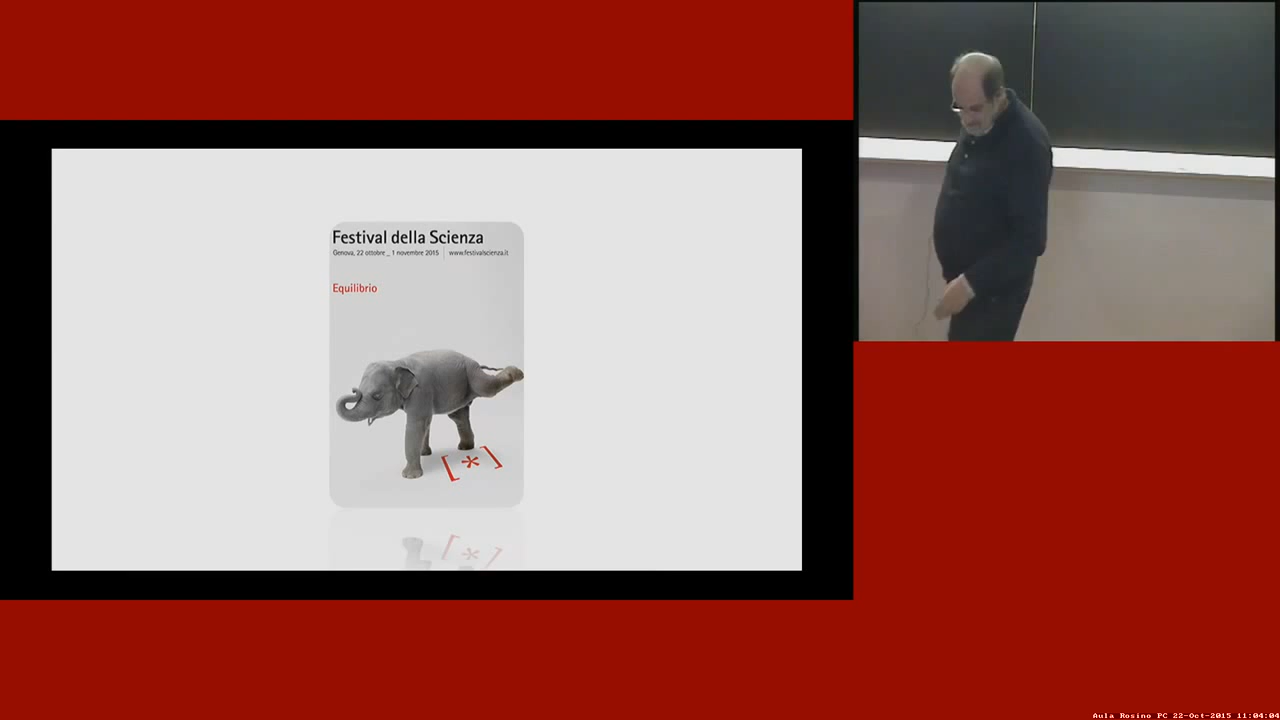 Festival della Scienza
Genova, 22 ottobre _ 1 novembre 2015 | www.festivalscienza.it
Equilibrio
[*]
Aula Rosino PC 22-Oct-2015 11:04:04